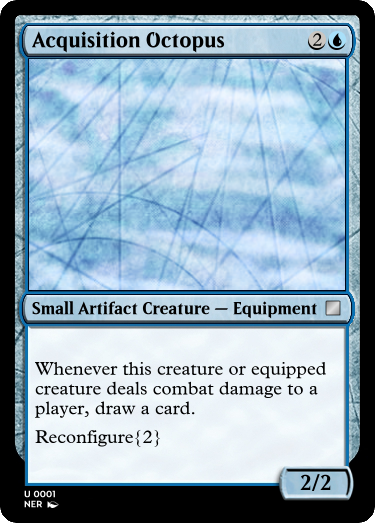 Acquisition Octopus 2
Small Artifact Creature — Equipment
Whenever this creature or equipped
creature deals combat damage to a
player, draw a card.
Reconfigure{2}
2/2
U 0001
NER